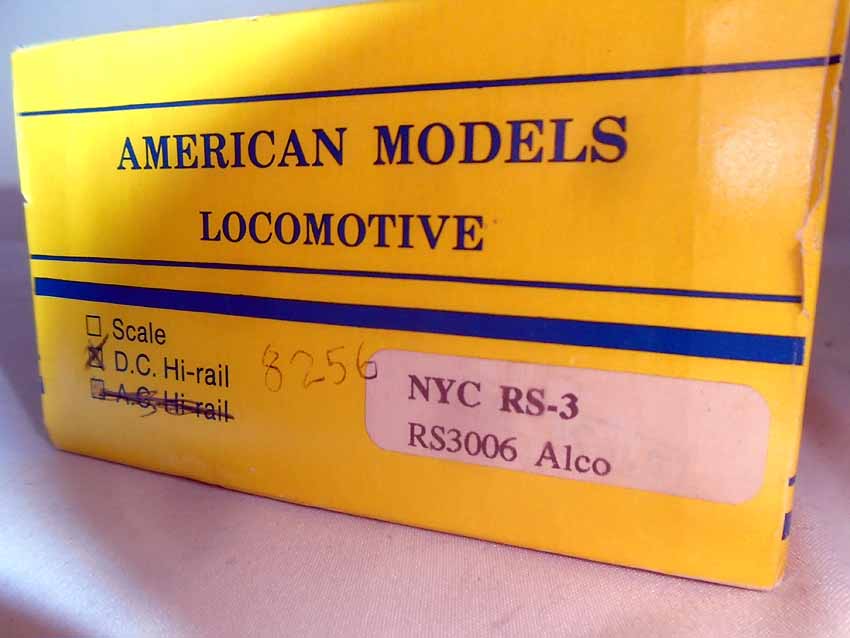 AMERICAN MODELS
LOCOMOTIVE
Scale
D.C. Hi-rail
A.C. Hi-rail
8256
NYC RS-3
RS3006 Alco